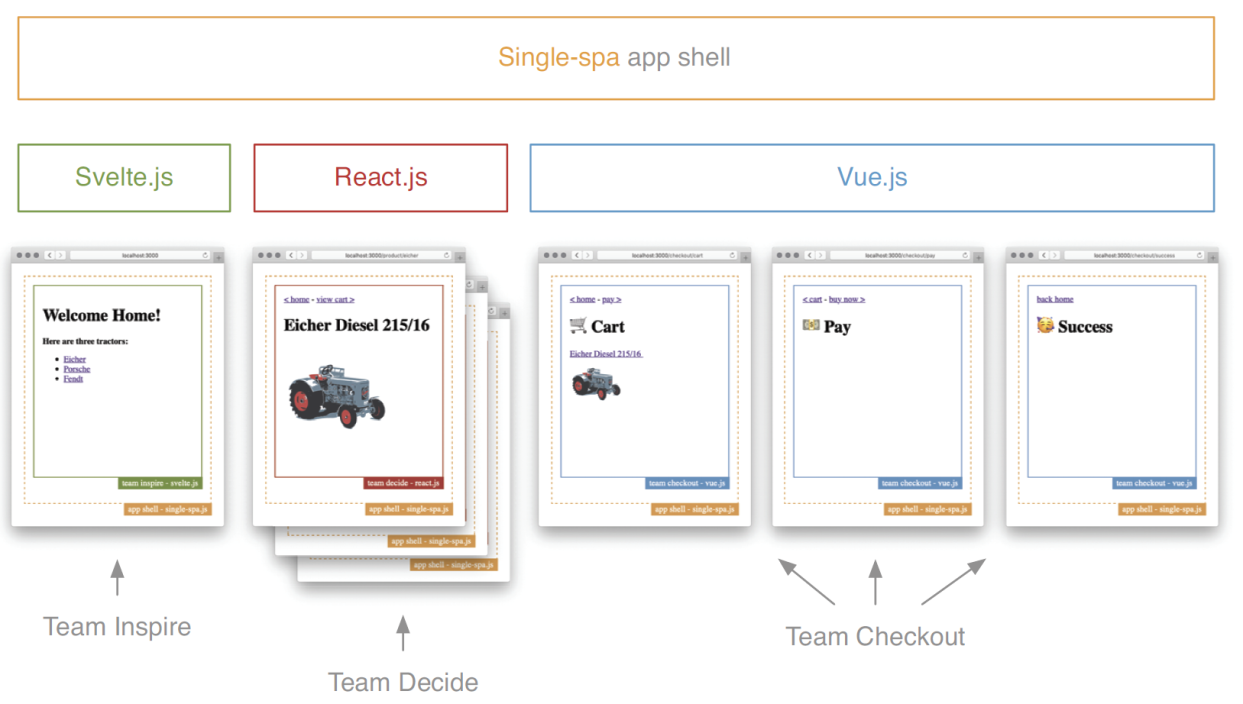 Single-spa app shell
Svelte.js
React.js
Vue.js
localhost:3000
Welcome Home!
Here are three tractors:
Eicher
Porsche
Fendt
team inspire - svelte.js
app shell - single-spa.js
localhost:3000/product/eicher
< home - view cart >
Eicher Diesel 215/16
team decide - react.js
app shell - single-spa.js
app shell - single-spa.js
app shell - single-spa.js
localhost:3000/checkout/cart
< home - pay >
Cart
Eicher Diesel 215/16
team checkout - vue.js
app shell - single-spa.js
localhost:3000/checkout/pay
< cart - buy now >
Pay
team checkout - vue.js
app shell - single-spa.js
localhost:3000/checkout/success
back home
Success
team checkout - vue.js
app shell - single-spa.js
Team Inspire
Team Decide
Team Checkout